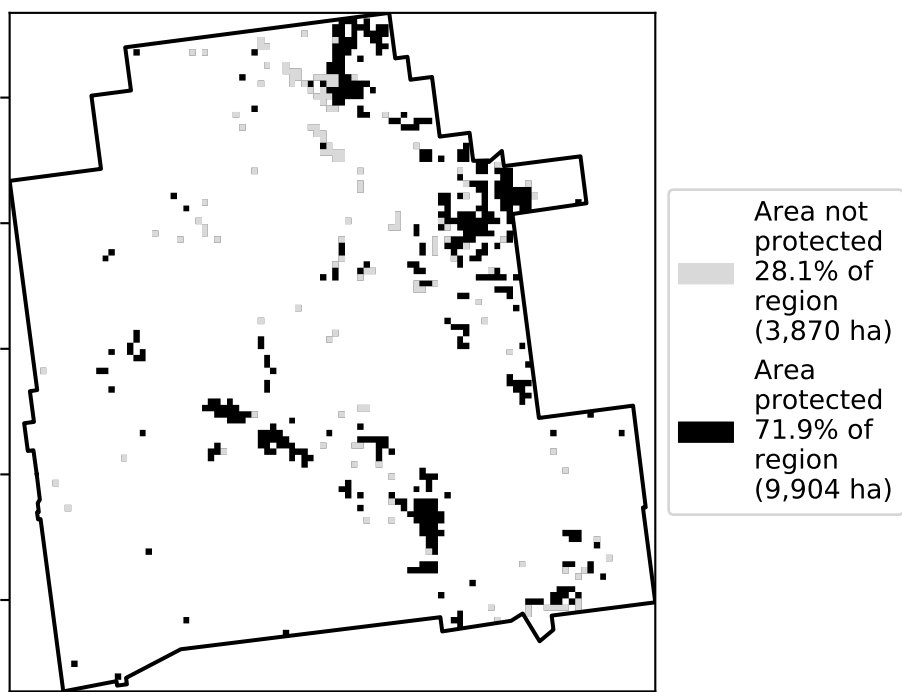 Area not
protected
28.1% of
region
(3,870 ha)
Area
protected
71.9% of
region
(9,904 ha)